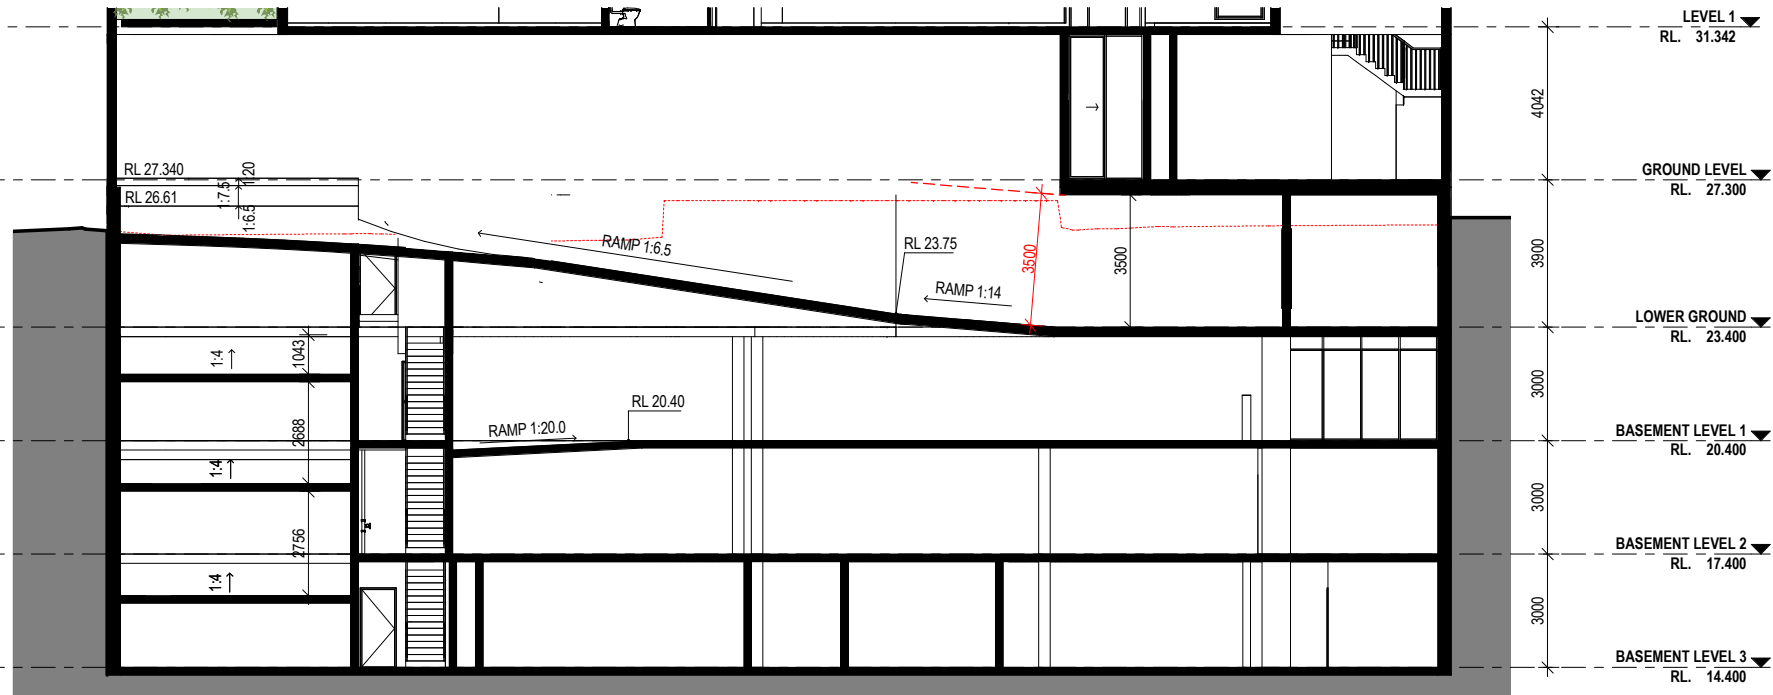 LEVEL 1
RL. 31.342
4042
RL 27.340
1:20
1:7.5
RL 26.61
1:6.5
GROUND LEVEL
RL. 27.300
RAMP 1:6.5
RL 23.75
3500
3500
3900
RAMP 1:14
LOWER GROUND
RL. 23.400
1:4
1043
3000
RL 20.40
RAMP 1:20.0
2688
BASEMENT LEVEL 1
RL. 20.400
1:4
3000
2756
BASEMENT LEVEL 2
RL. 17.400
1:4
3000
BASEMENT LEVEL 3
RL. 14.400